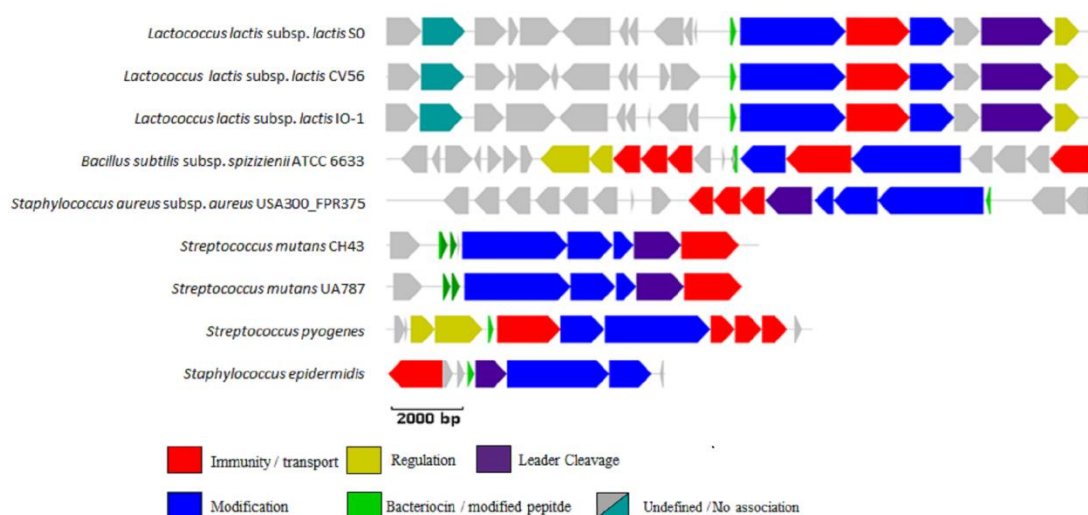 Lactococcus lactis subsp. lactis S0
Lactococcus lactis subsp. lactis CV56
Lactococcus lactis subsp. lactis IO-1
Bacillus subtilis subsp. spizizienii ATCC 6633
Staphylococcus aureus subsp. aureus USA300_FPR375
Streptococcus mutans CH43
Streptococcus mutans UA787
Streptococcus pyogenes
Staphylococcus epidermidis
2000 bp
Immunity / transport Regulation Leader Cleavage
Modification Bacteriocin / modified pepitde Undefined / No association